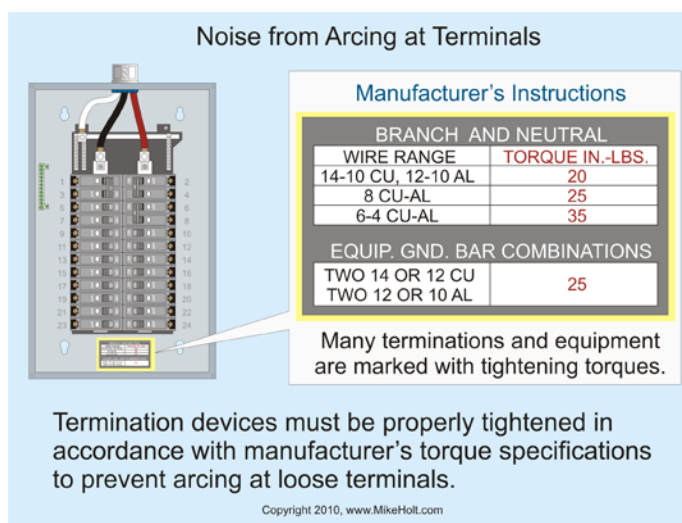 Noise from Arcing at Terminals
Manufacturer's Instructions
BRANCH AND NEUTRAL
WIRE RANGE TORQUE IN.-LBS.
14-10 CU, 12-10 AL 20
8 CU-AL 25
6-4 CU-AL 35
EQUIP. GND. BAR COMBINATIONS
TWO 14 OR 12 CU
TWO 12 OR 10 AL
25
Many terminations and equipment
are marked with tightening torques.
1 2
3 4
5 6
7 8
9 10
11 12
13 14
15 16
17 18
19 20
21 22
23 24
Termination devices must be properly tightened in
accordance with manufacturer's torque specifications
to prevent arcing at loose terminals.
Copyright 2010, www.MikeHolt.com